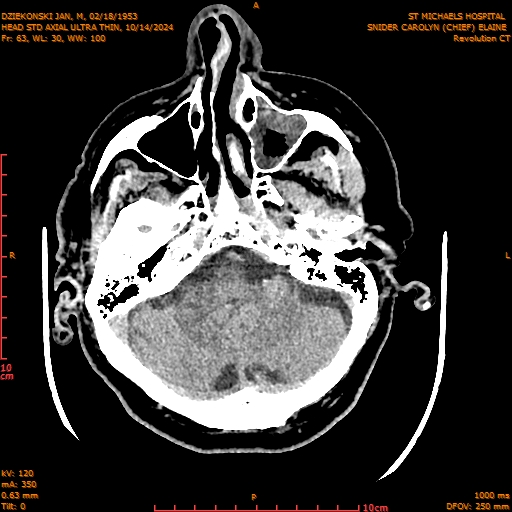 DZIEKONSKI JAN, M, 02/18/1953
HEAD STD AXIAL ULTRA THIN, 10/14/2024
Fr: 63, WL: 30, WW: 100
A
ST MICHAELS HOSPITAL
SNIDER CAROLYN (CHIEF) ELAINE
Revolution CT
R
L
10
cm
kV: 120
mA: 350
0.63 mm
Tilt: 0
P
10cm
1000 ms
DFOV: 250 mm